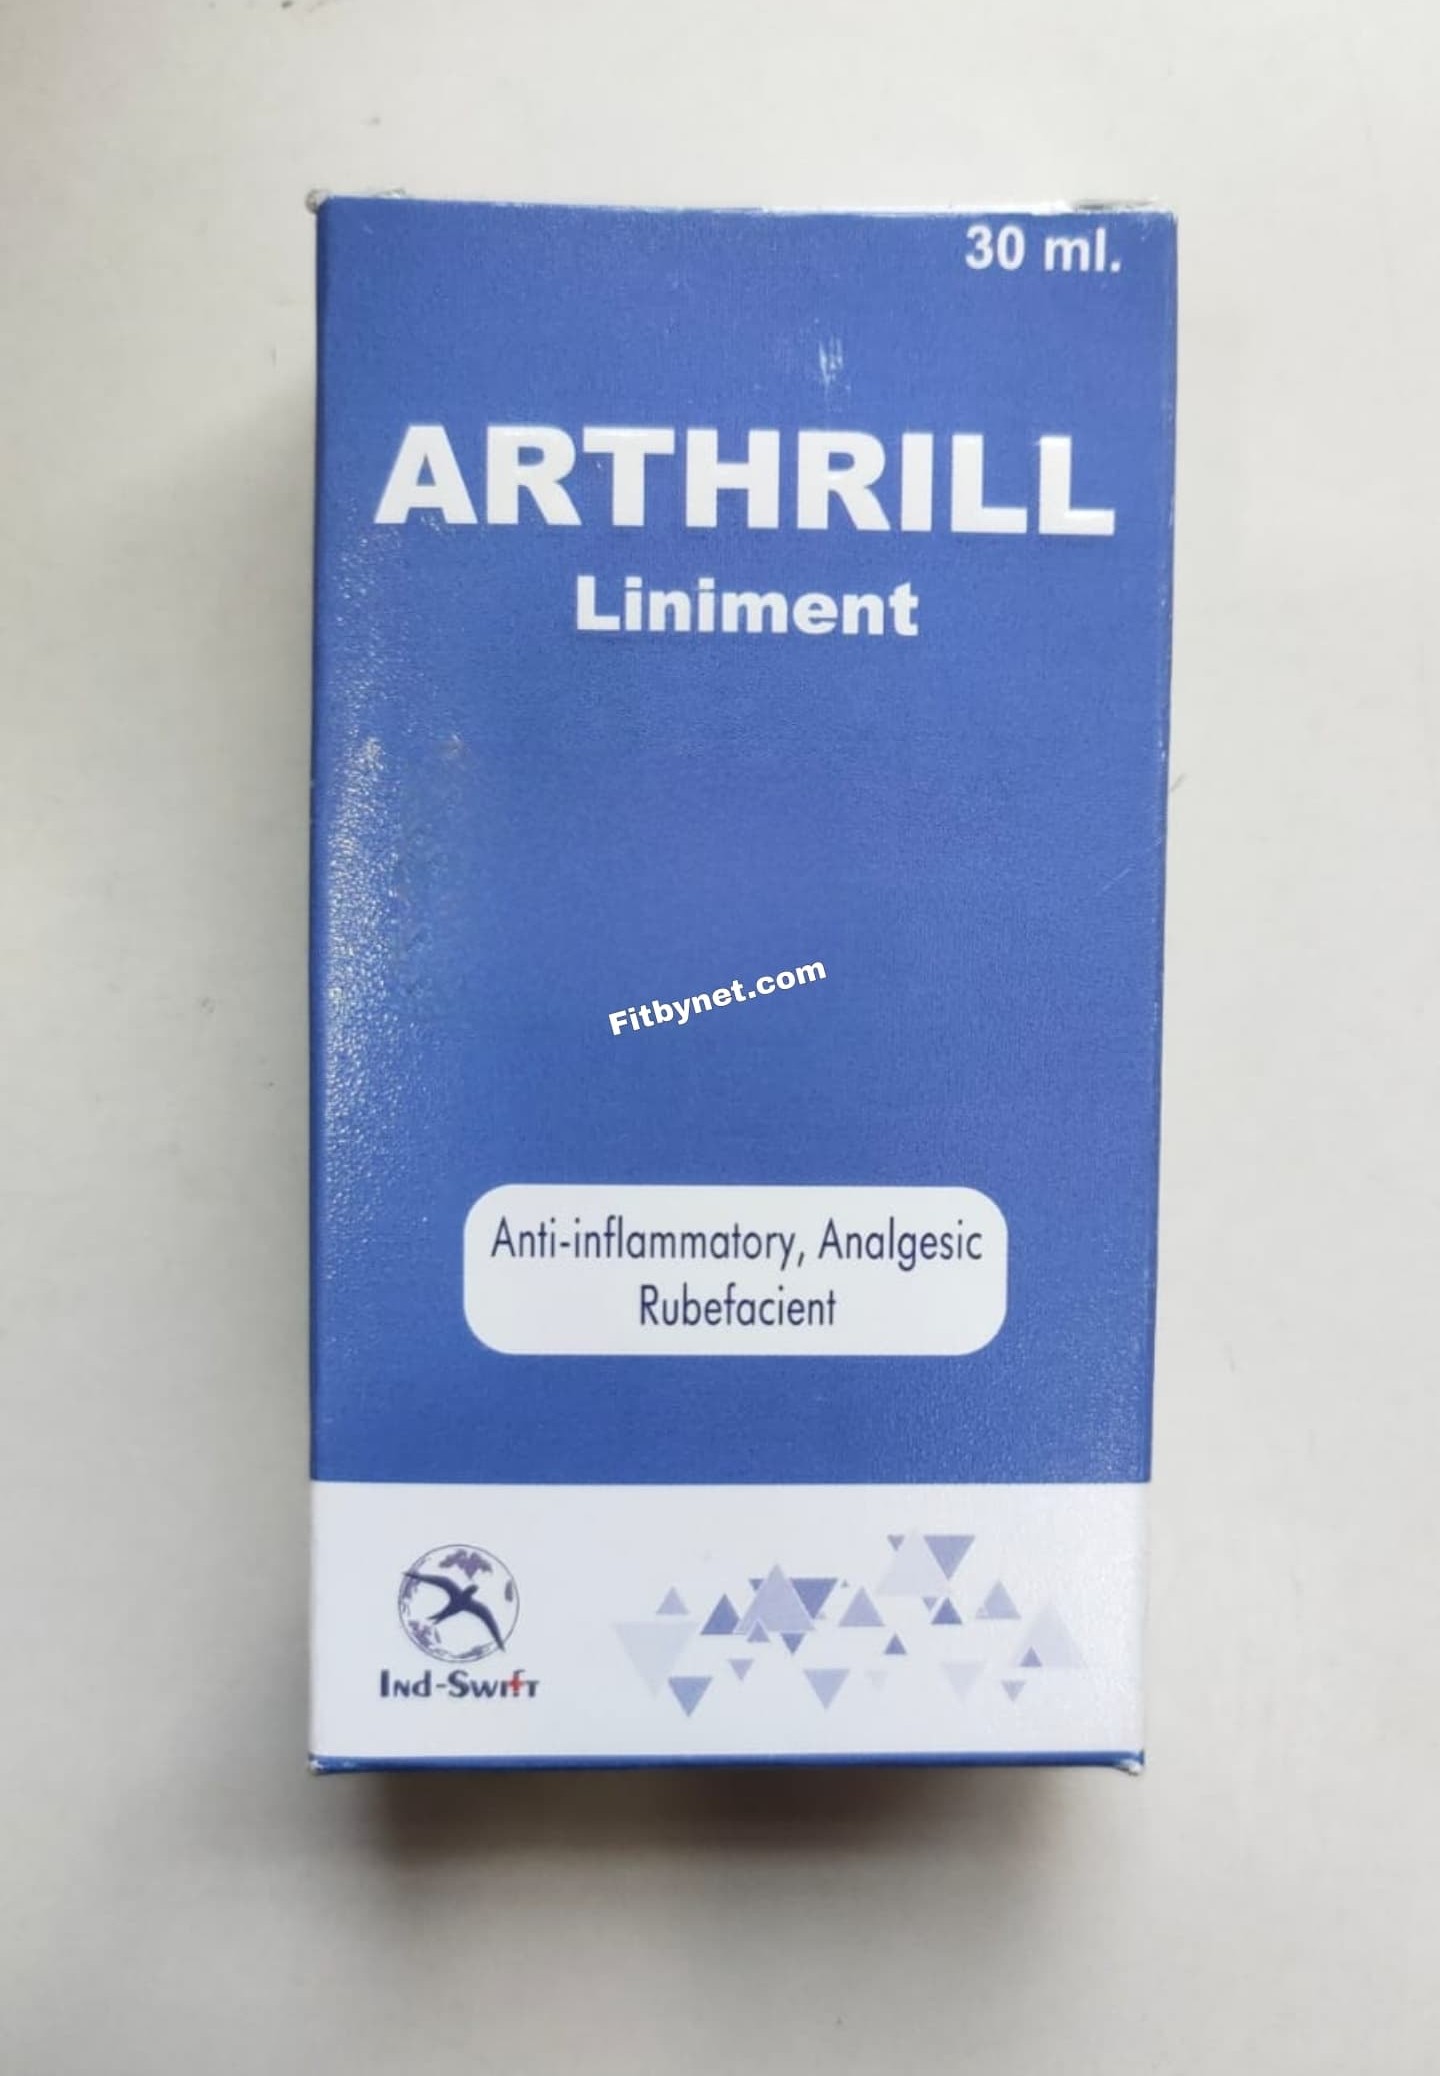 30 ml.
ARTHRILL
Liniment
Fitbynet.com
Anti-inflammatory, Analgesic
Rubefacient
Ind-Swift